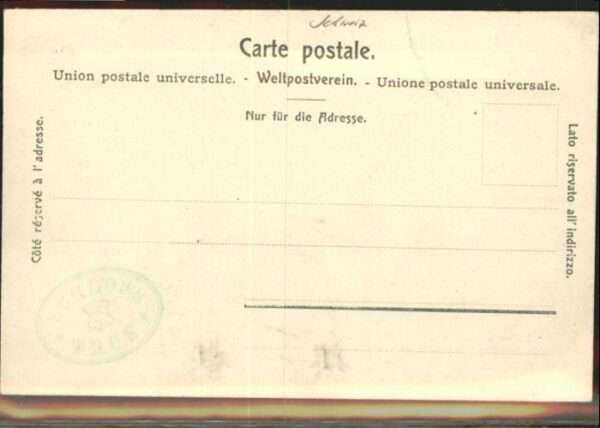 Schweiz
Carte postale.
Union postale universelle. - Weltpostverein. - Unione postale universale.
Nur für die Adresse.
Côté réservé à l'adresse.
Lato riservato all' indirizzo.